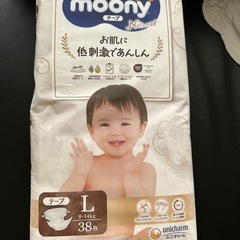 moony
テープ
Natural
お肌に
低刺激であんしん
テープ
L
9-14kg
38枚
unicharm
ユニ・チャーム